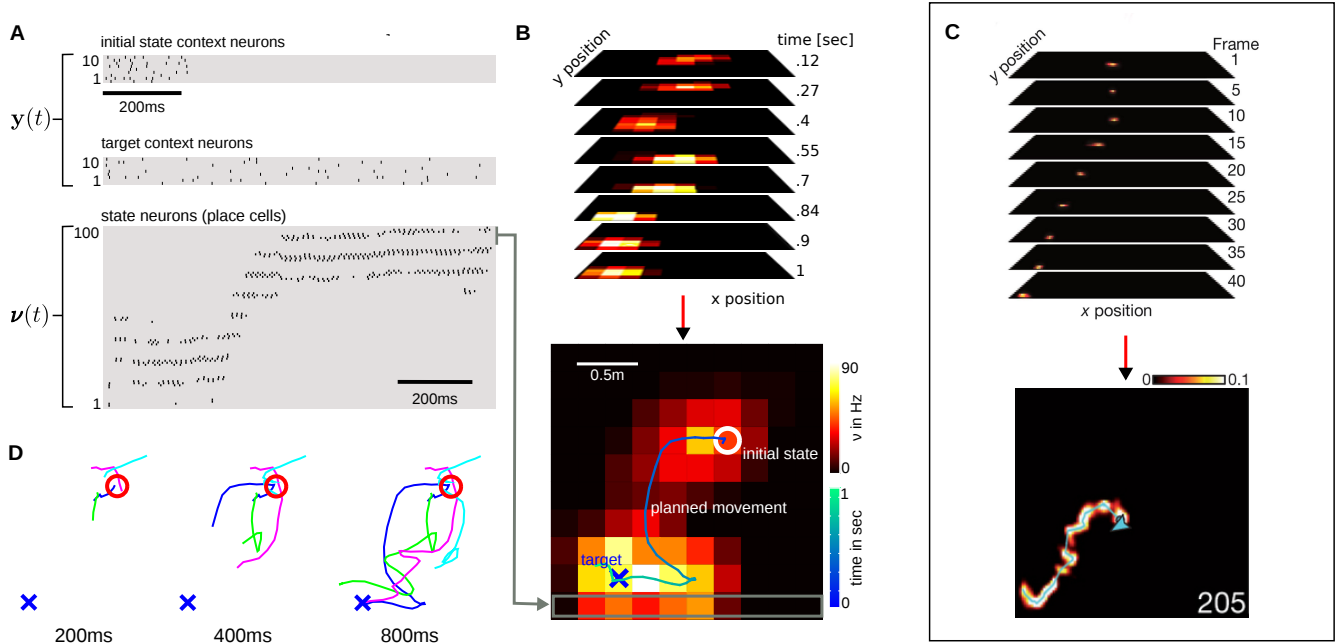 A
initial state context neurons
10
1
200ms
y(t)
target context neurons
10
1
state neurons (place cells)
100
ν(t)
1
200ms
B
y position
time [sec]
.12
.27
.4
.55
.7
.84
.9
1
x position
0.5m
initial state
planned movement
target
90
ν in Hz
0
1
time in sec
0
C
y position
Frame
1
5
10
15
20
25
30
35
40
x position
0
0.1
205
D
200ms
400ms
800ms